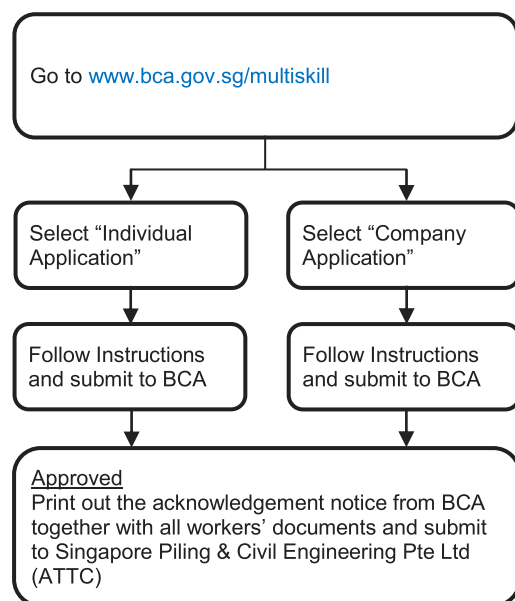 Go to www.bca.gov.sg/multiskill
Select “Individual
Application”
Select “Company
Application”
Follow Instructions
and submit to BCA
Follow Instructions
and submit to BCA
Approved
Print out the acknowledgement notice from BCA
together with all workers’ documents and submit
to Singapore Piling & Civil Engineering Pte Ltd
(ATTC)